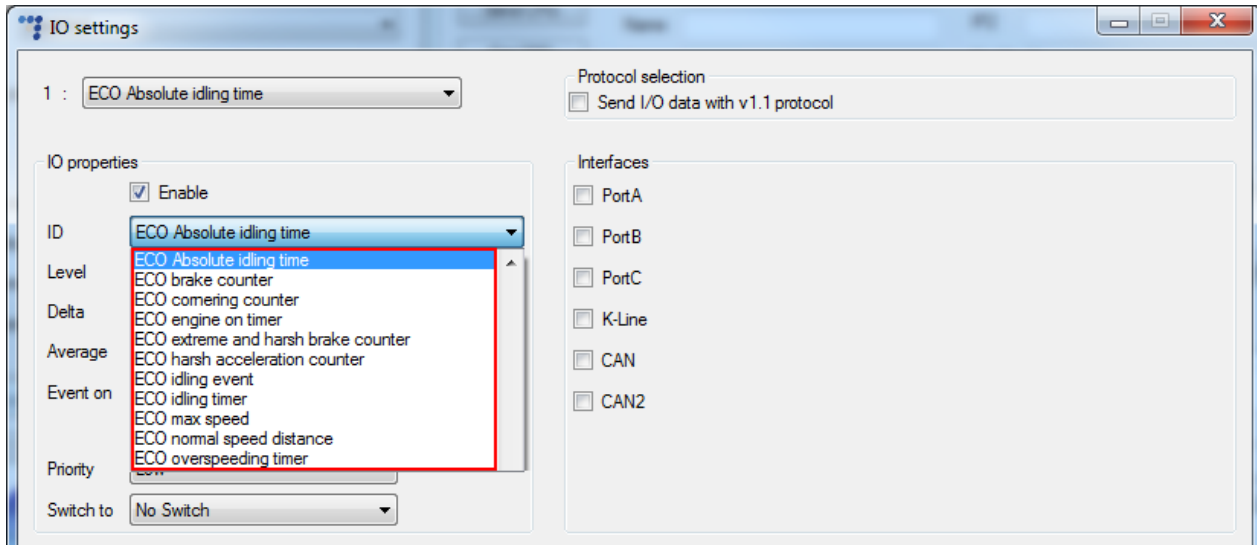 IO settings
1 : ECO Absolute idling time
Protocol selection
Send I/O data with v1.1 protocol
IO properties
Enable
ID ECO Absolute idling time
ECO Absolute idling time
Level
ECO brake counter
ECO cornering counter
Delta
ECO engine on timer
ECO extreme and harsh brake counter
Average
ECO harsh acceleration counter
ECO idling event
Event on
ECO idling timer
ECO max speed
ECO normal speed distance
ECO overspeeding timer
Priority
Switch to No Switch
Interfaces
PortA
PortB
PortC
K-Line
CAN
CAN2